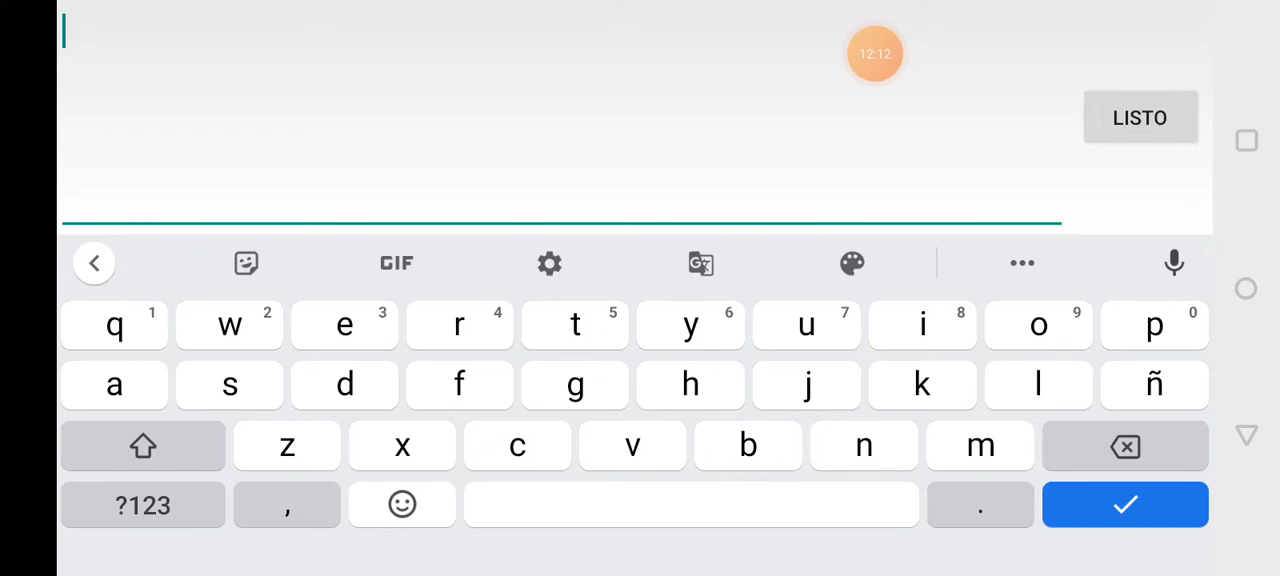 12:12
LISTO
GIF
q 1 w 2 e 3 r 4 t 5 y 6 u 7 i 8 o 9 p 0
a s d f g h j k l ñ
z x c v b n m
?123 , .